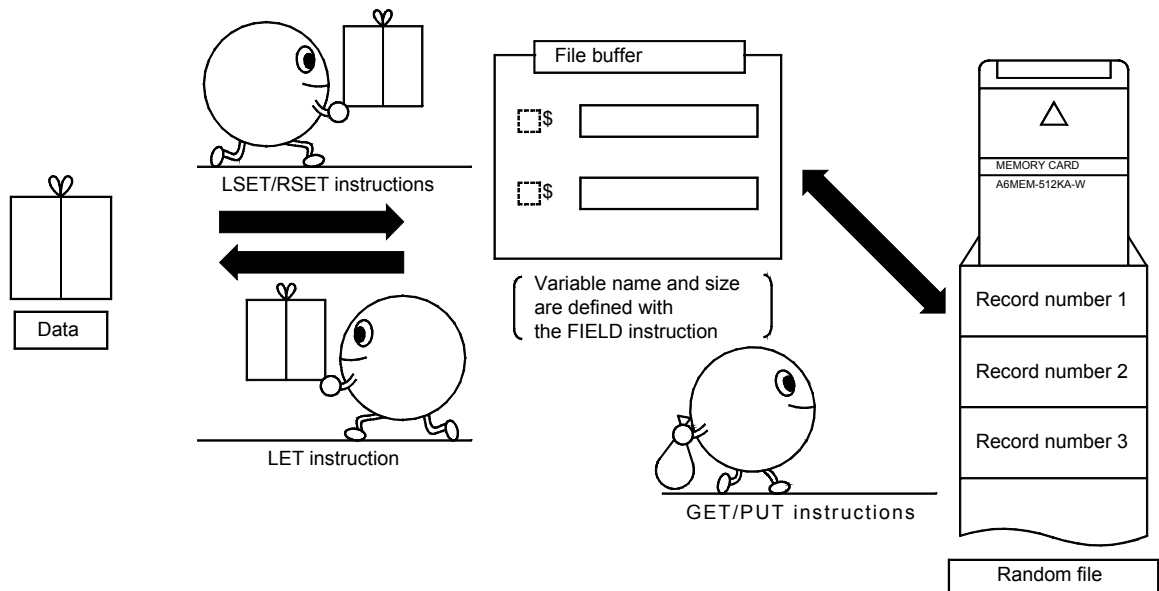 File buffer
$
$
LSET/RSET instructions
Data
LET instruction
Variable name and size
are defined with
the FIELD instruction
GET/PUT instructions
MEMORY CARD
A6MEM-512KA-W
Record number 1
Record number 2
Record number 3
Random file